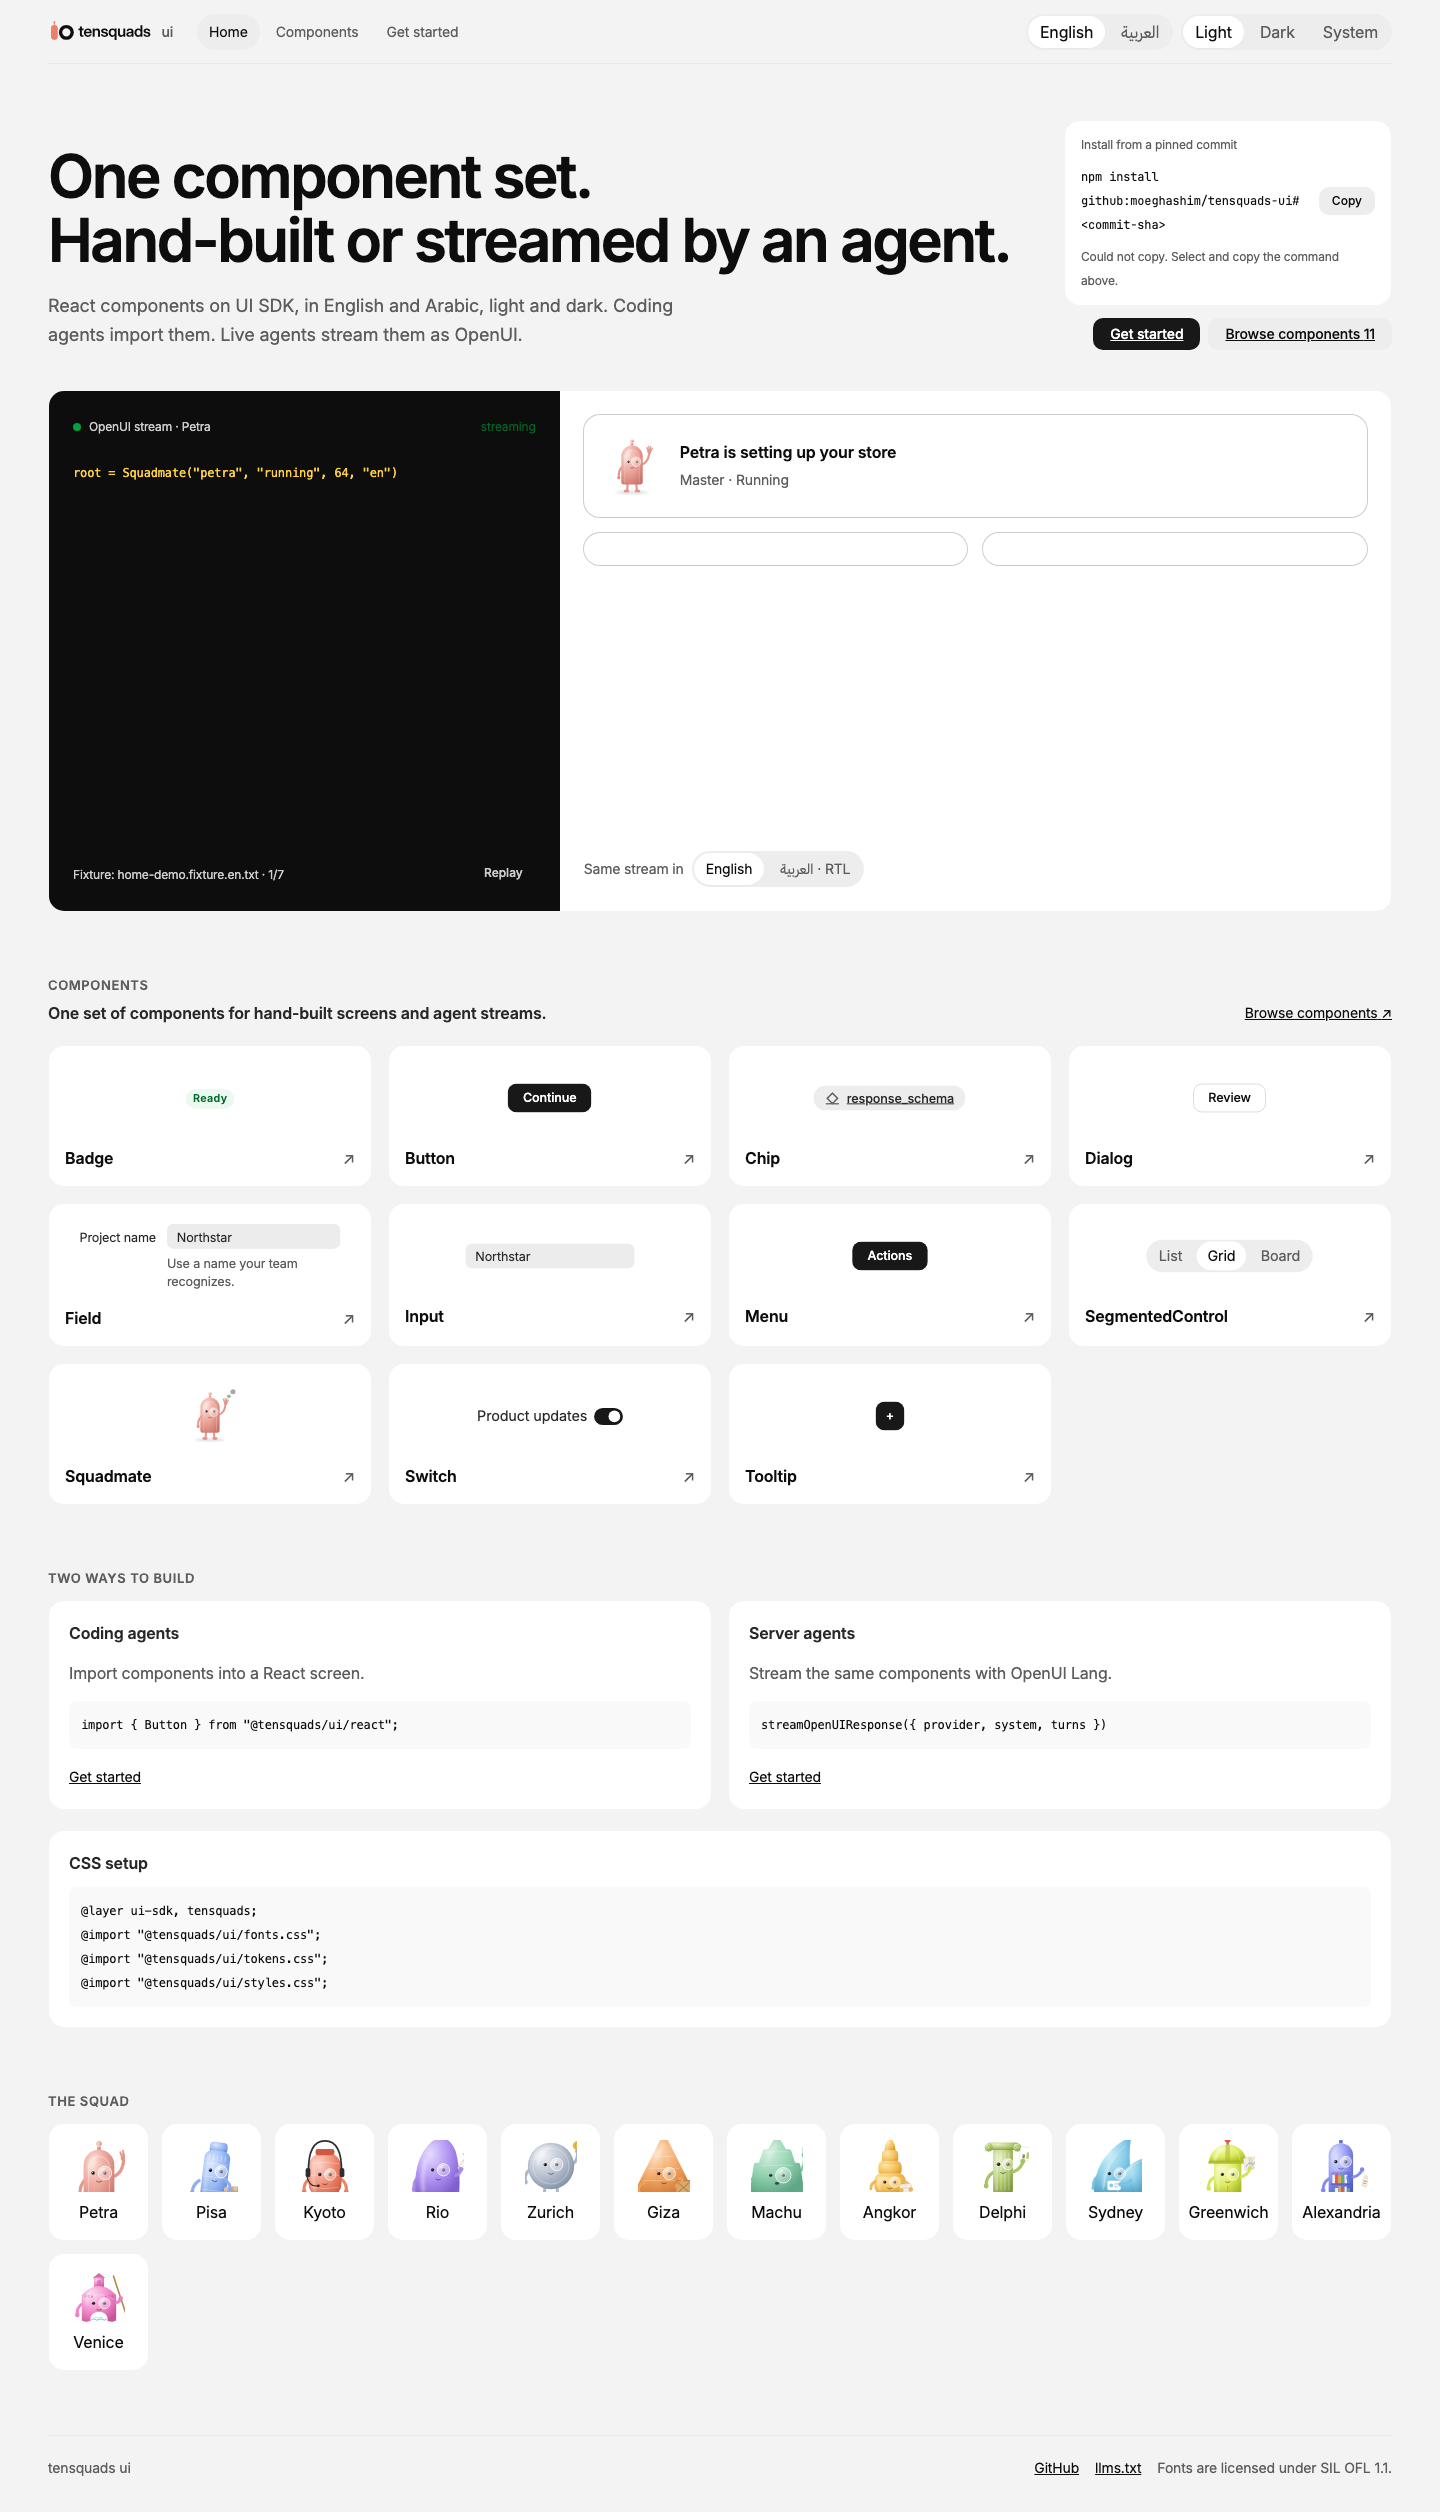 tensquads ui
Home
Components
Get started
English
العربية
Light
Dark
System
One component set.
Hand-built or streamed by an agent.
React components on UI SDK, in English and Arabic, light and dark. Coding
agents import them. Live agents stream them as OpenUI.
Install from a pinned commit
npm install
github:moeghashim/tensquads-ui#
<commit-sha>
Copy
Could not copy. Select and copy the command
above.
Get started
Browse components 11
OpenUI stream · Petra
streaming
root = Squadmate("petra", "running", 64, "en")
Fixture: home-demo.fixture.en.txt · 1/7
Replay
Petra is setting up your store
Master · Running
Same stream in
English
العربية · RTL
COMPONENTS
One set of components for hand-built screens and agent streams.
Browse components ↗
Ready
Badge ↗
Continue
Button ↗
response_schema
Chip ↗
Review
Dialog ↗
Project name
Northstar
Use a name your team
recognizes.
Field ↗
Northstar
Input ↗
Actions
Menu ↗
List
Grid
Board
SegmentedControl ↗
Squadmate ↗
Product updates
Switch ↗
+
Tooltip ↗
TWO WAYS TO BUILD
Coding agents
Import components into a React screen.
import { Button } from "@tensquads/ui/react";
Get started
Server agents
Stream the same components with OpenUI Lang.
streamOpenUIResponse({ provider, system, turns })
Get started
CSS setup
@layer ui-sdk, tensquads;
@import "@tensquads/ui/fonts.css";
@import "@tensquads/ui/tokens.css";
@import "@tensquads/ui/styles.css";
THE SQUAD
Petra
Pisa
Kyoto
Rio
Zurich
Giza
Machu
Angkor
Delphi
Sydney
Greenwich
Alexandria
Venice
tensquads ui
GitHub
llms.txt
Fonts are licensed under SIL OFL 1.1.